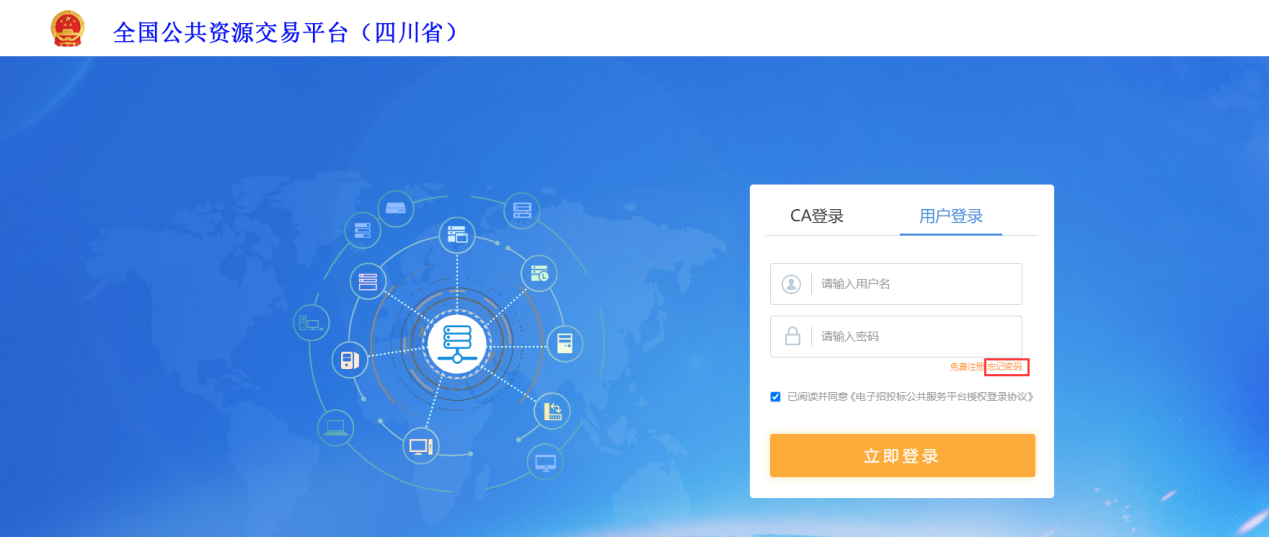 全国公共资源交易平台（四川省）
CA登录 用户登录
请输入用户名
请输入密码
免费注册 忘记密码
已阅读并同意《电子招投标公共服务平台授权登录协议》
立即登录